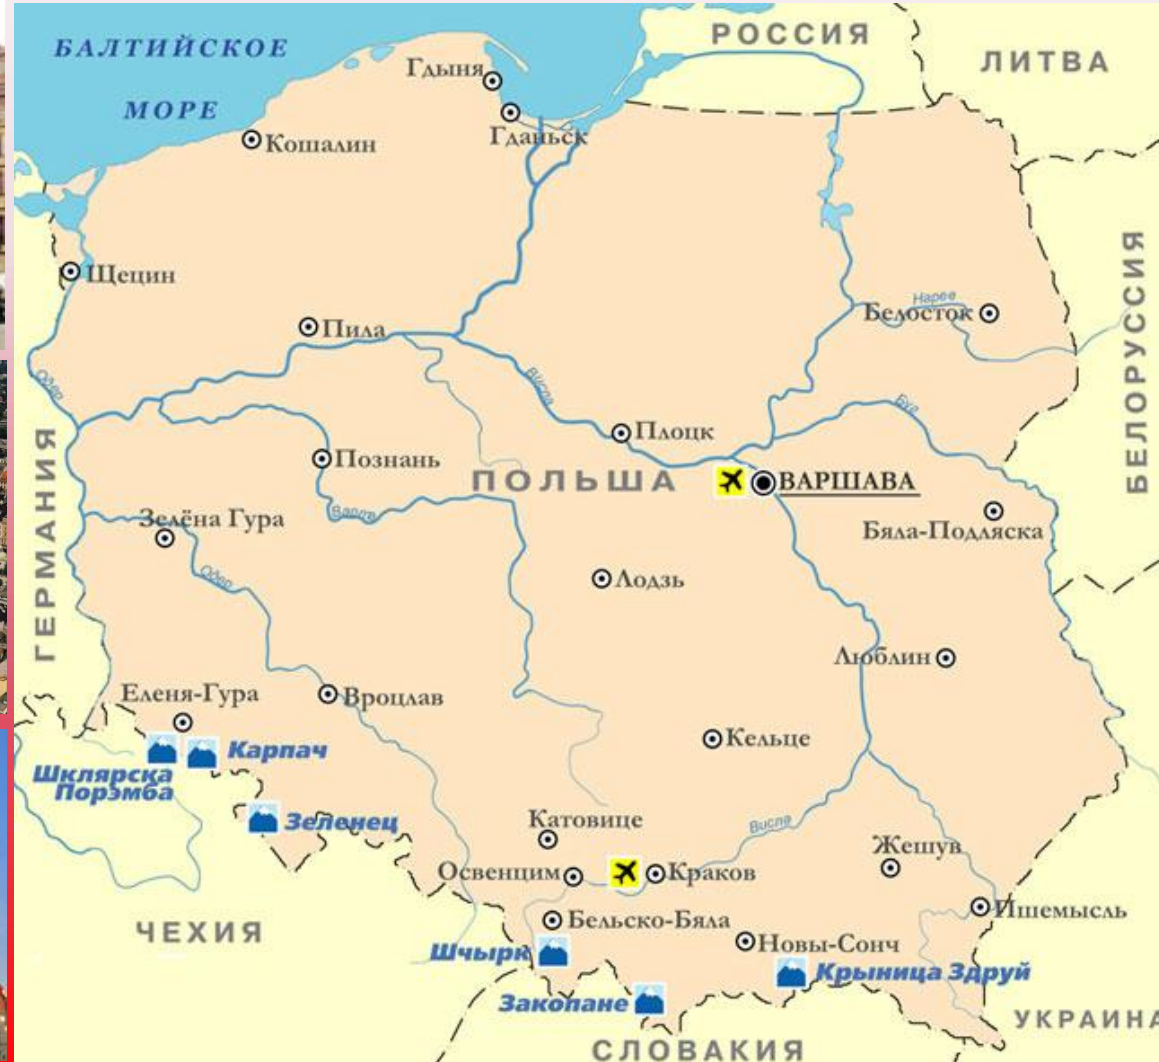 БАЛТИЙСКОЕ
МОРЕ
РОССИЯ
ЛИТВА
Гдыня
Гданьск
Кошалин
Щецин
Пила
Нарев
Белосток
БЕЛОРУССИЯ
Одер
Висла
Буг
Плоцк
Познань
ПОЛЬША
ВАРШАВА
ГЕРМАНИЯ
Зелёна Гура
Варта
Бяла-Подляска
Одер
Лодзь
Люблин
Еленя-Гура
Вроцлав
Кельце
Карпач
Шклярска
Порэмба
Зеленец
Катовице
Висла
Жешув
Освенцим
Краков
ЧЕХИЯ
Бельско-Бяла
Пшемысль
Шчырк
Новы-Сонч
Крыница Здруй
Закопане
УКРАИНА
СЛОВАКИЯ